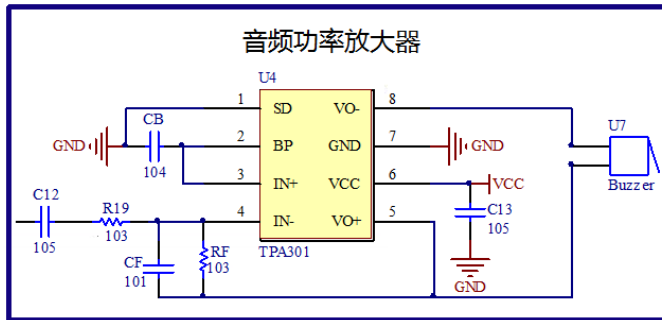 音频功率放大器
U4
1 SD VO- 8
CB
GND 2 BP GND 7 GND
U7
104
3 IN+ VCC 6 VCC
Buzzer
C12
R19
4 IN- VO+ 5
C13
105
103
TPA301
105
CF
101
RF
103
GND